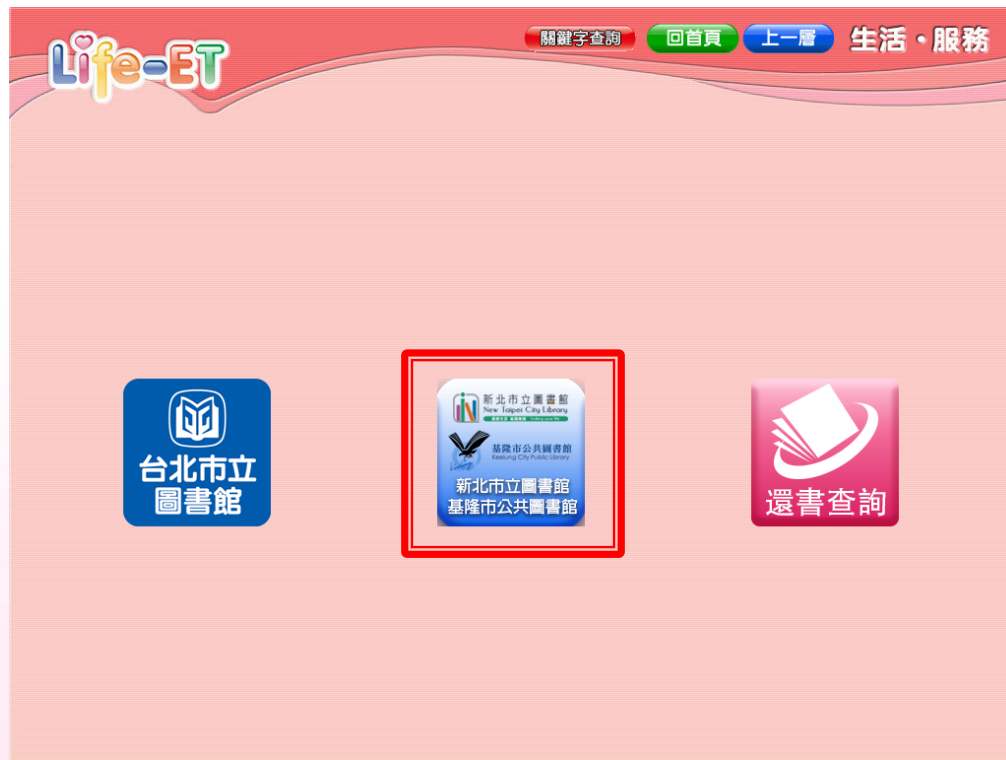 Life-ET
關鍵字查詢
回首頁
上一層
生活・服務
台北市立
圖書館
新北市立圖書館
New Taipei City Library
基隆市公共圖書館
Keelung City Public Library
新北市立圖書館
基隆市公共圖書館
還書查詢